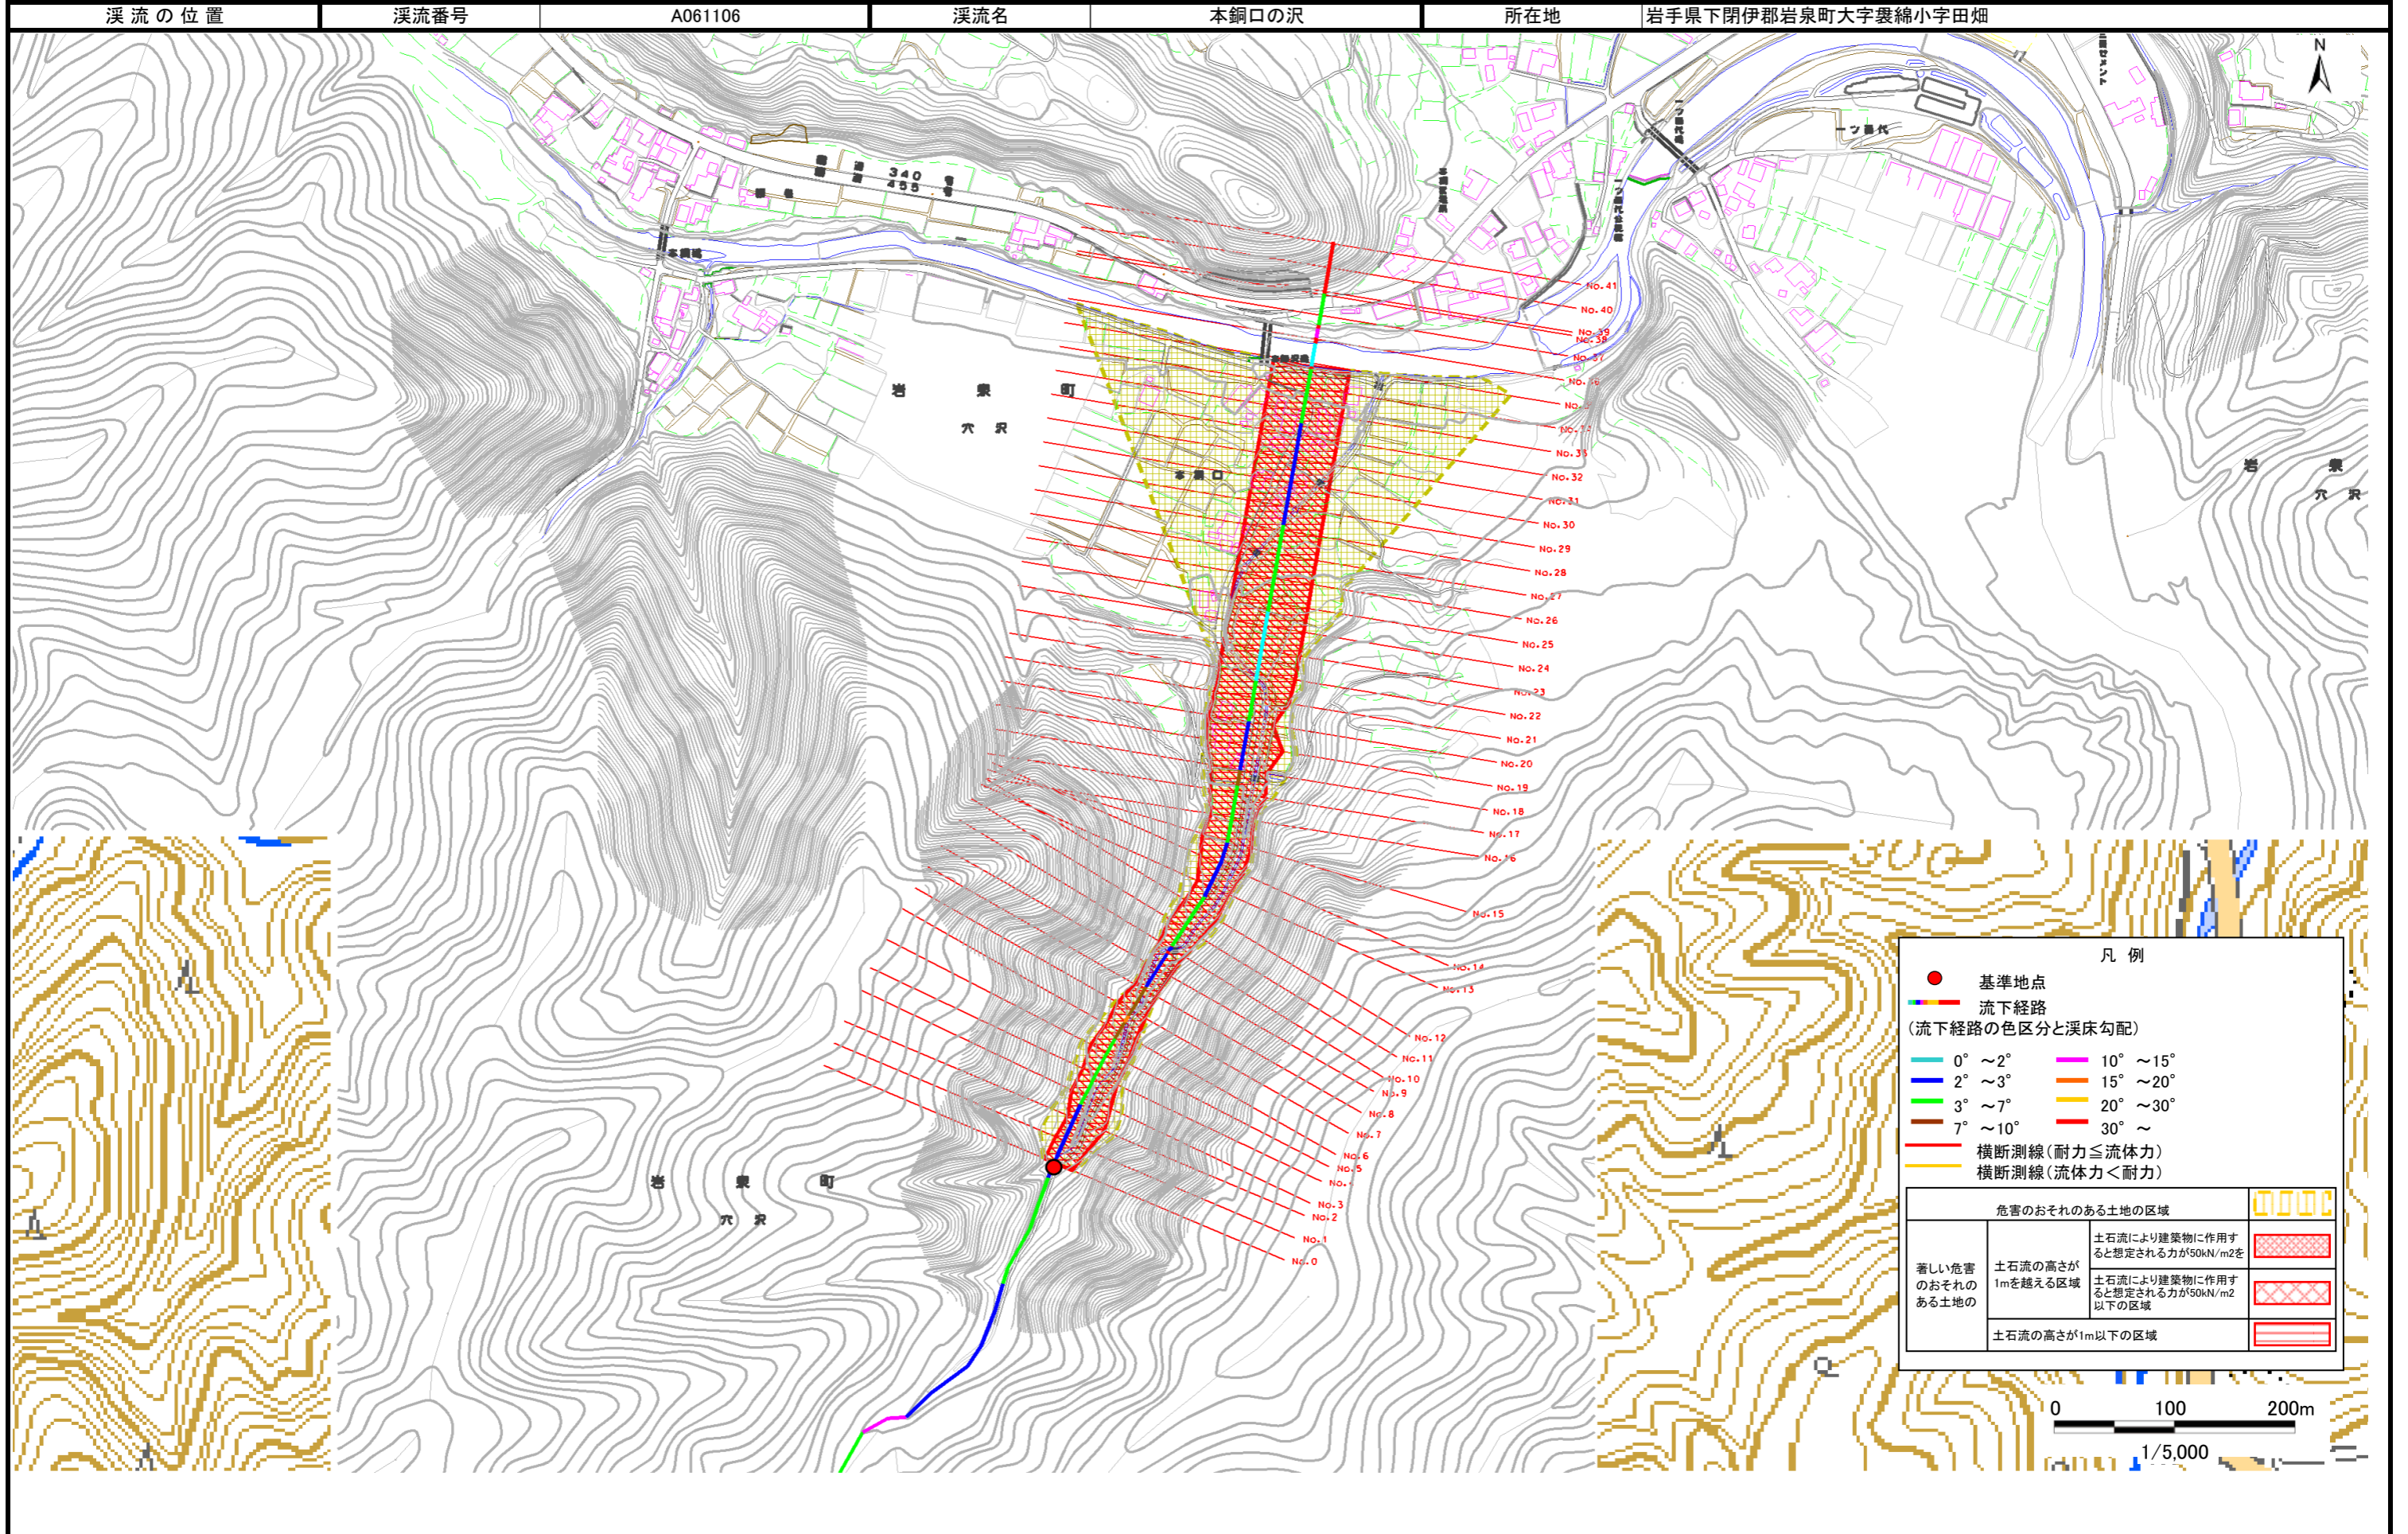 渓流の位置 渓流番号 A061106 渓流名 本銅口の沢 所在地 岩手県下閉伊郡岩泉町大字袰綿小字田畑
N
340 号
455 号
岩泉町
穴沢
本銅口
岩泉
穴沢
岩泉町
穴沢
No.41
No.40
No.39
No.38
No.37
No.33
No.32
No.31
No.30
No.29
No.28
No.27
No.26
No.25
No.24
No.23
No.22
No.21
No.20
No.19
No.18
No.17
No.16
No.15
No.14
No.13
No.12
No.11
No.10
No.9
No.8
No.7
No.6
No.5
No.3
No.2
No.1
No.0
凡例
基準地点
流下経路
(流下経路の色区分と渓床勾配)
0° ~2° 10° ~15°
2° ~3° 15° ~20°
3° ~7° 20° ~30°
7° ~10° 30° ~
横断測線(耐力≦流体力)
横断測線(流体力<耐力)
危害のおそれのある土地の区域
著しい危害
のおそれの
ある土地の
土石流の高さが
1mを越える区域
土石流により建築物に作用す
ると想定される力が50kN/m2を
土石流により建築物に作用す
ると想定される力が50kN/m2
以下の区域
土石流の高さが1m以下の区域
0 100 200m
1/5,000